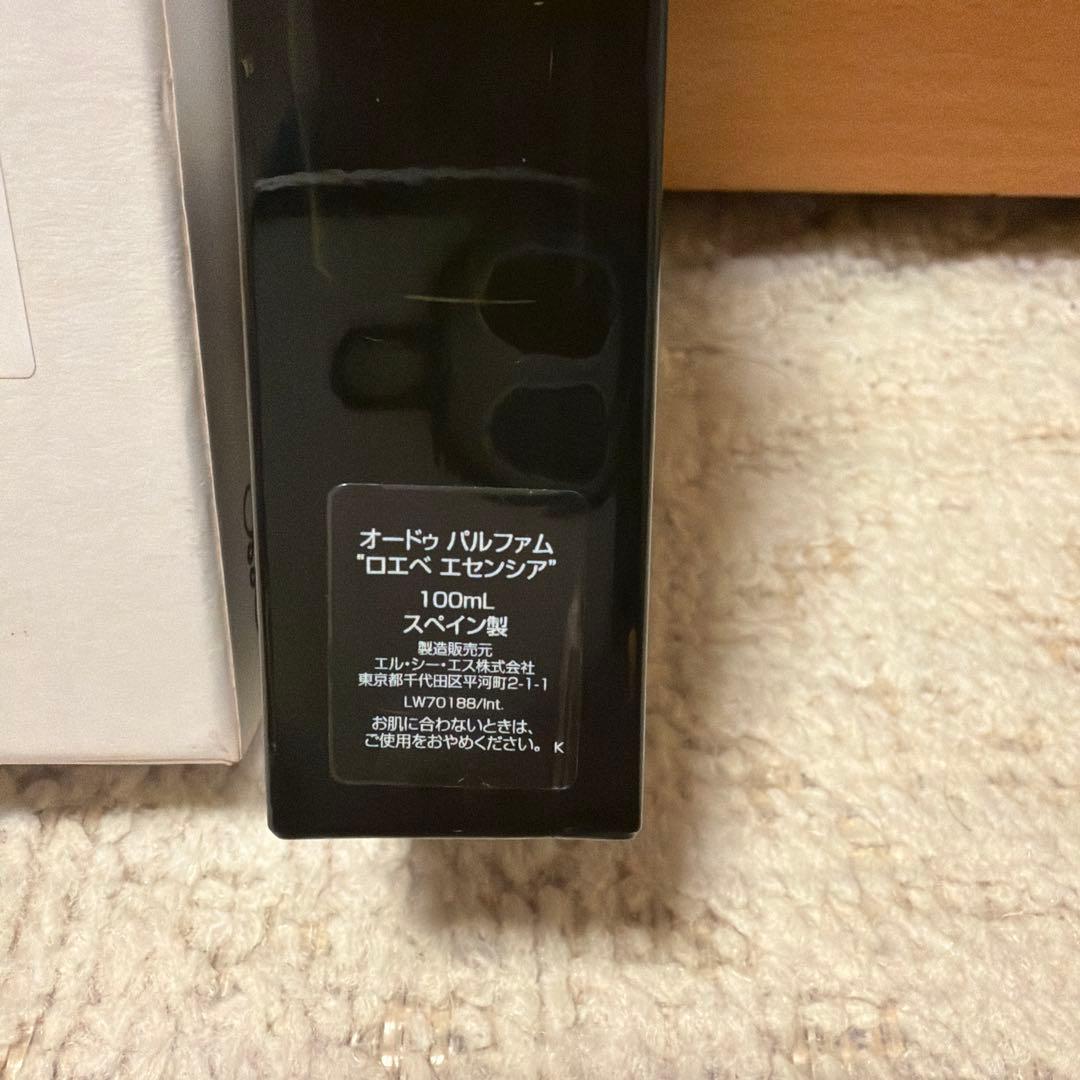 オードゥ パルファム
"ロエベ エセンシア"
100mL
スペイン製
製造販売元
エル・シー・エス株式会社
東京都千代田区平河町2-1-1
LW70188/Int.
お肌に合わないときは、
ご使用をおやめください。 K